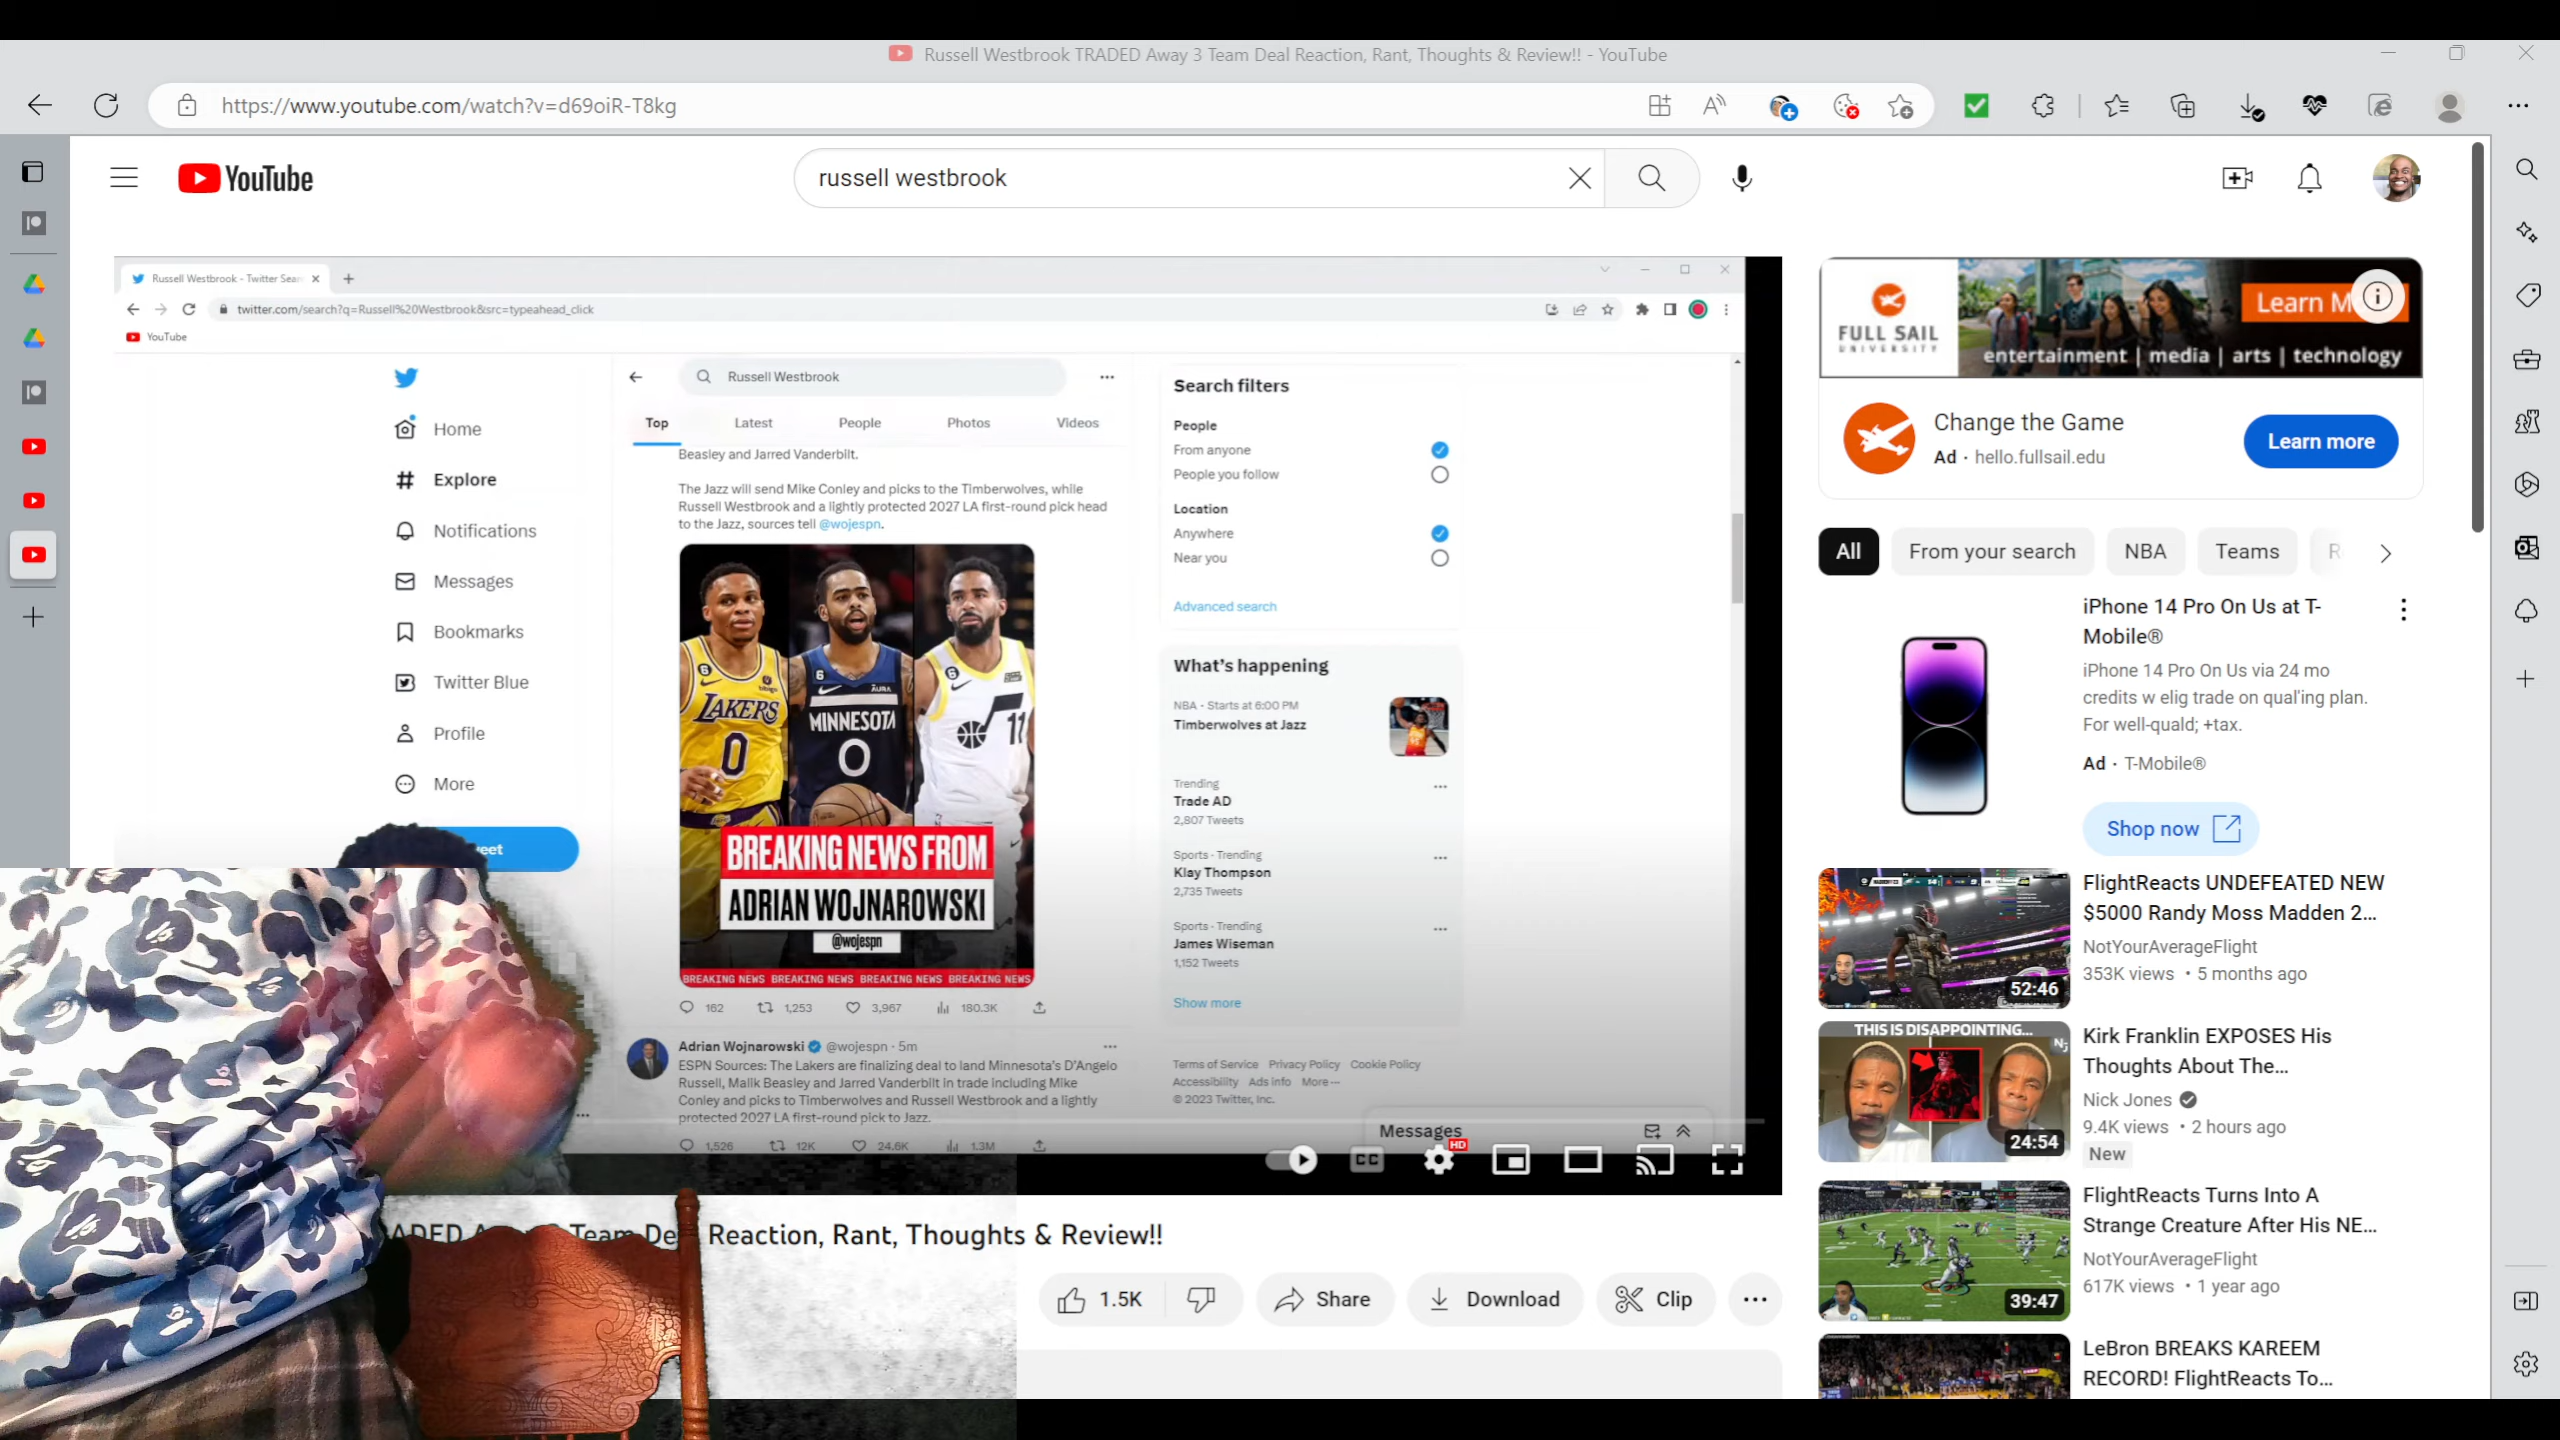 Russell Westbrook TRADED Away 3 Team Deal Reaction, Rant, Thoughts & Review!! - YouTube
https://www.youtube.com/watch?v=d69oiR-T8kg
YouTube
russell westbrook
Russell Westbrook - Twitter Sear
twitter.com/search?q=Russell%20Westbrook&src=typeahead_click
YouTube
Russell Westbrook
Top Latest People Photos Videos
Home
Explore
Notifications
Messages
Bookmarks
Twitter Blue
Profile
More
eet
Beasley and Jarred Vanderbilt.
The Jazz will send Mike Conley and picks to the Timberwolves, while
Russell Westbrook and a lightly protected 2027 LA first-round pick head
to the Jazz, sources tell @wojespn.
6
LAKERS
0
6
AURA
MINNESOTA
0
6
11
BREAKING NEWS FROM
ADRIAN WOJNAROWSKI
@wojespn
BREAKING NEWS BREAKING NEWS BREAKING NEWS BREAKING NEWS
162 1,253 3,967 180.3K
Adrian Wojnarowski @wojespn · 5m
ESPN Sources: The Lakers are finalizing deal to land Minnesota's D'Angelo
Russell, Malik Beasley and Jarred Vanderbilt in trade including Mike
Conley and picks to Timberwolves and Russell Westbrook and a lightly
protected 2027 LA first-round pick to Jazz.
1,526 12K 24.6K 1.3M
Search filters
People
From anyone
People you follow
Location
Anywhere
Near you
Advanced search
What's happening
NBA · Starts at 6:00 PM
Timberwolves at Jazz
Trending
Trade AD
2,807 Tweets
Sports · Trending
Klay Thompson
2,735 Tweets
Sports · Trending
James Wiseman
1,152 Tweets
Show more
Terms of Service Privacy Policy Cookie Policy
Accessibility Ads info More
© 2023 Twitter, Inc.
Messages
CC
HD
ADED A Team De Reaction, Rant, Thoughts & Review!!
1.5K
Share
Download
Clip
FULL SAIL
UNIVERSITY
Learn M
entertainment | media | arts | technology
Change the Game
Ad · hello.fullsail.edu
Learn more
All From your search NBA Teams R
iPhone 14 Pro On Us at T-
Mobile®
iPhone 14 Pro On Us via 24 mo
credits w elig trade on qual'ing plan.
For well-quald; +tax.
Ad · T-Mobile®
Shop now
52:46
FlightReacts UNDEFEATED NEW
$5000 Randy Moss Madden 2...
NotYourAverageFlight
353K views • 5 months ago
THIS IS DISAPPOINTING...
NJ
24:54
Kirk Franklin EXPOSES His
Thoughts About The...
Nick Jones
9.4K views • 2 hours ago
New
39:47
FlightReacts Turns Into A
Strange Creature After His NE...
NotYourAverageFlight
617K views • 1 year ago
LeBron BREAKS KAREEM
RECORD! FlightReacts To...